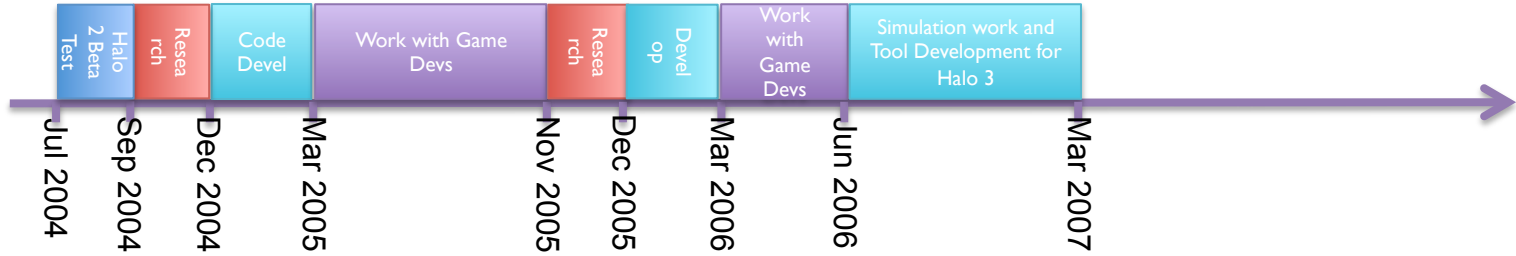 Halo
2 Beta
Test
Resea
rch
Code
Devel
Work with Game
Devs
Resea
rch
Devel
op
Work
with
Game
Devs
Simulation work and
Tool Development for
Halo 3
Jul 2004
Sep 2004
Dec 2004
Mar 2005
Nov 2005
Dec 2005
Mar 2006
Jun 2006
Mar 2007